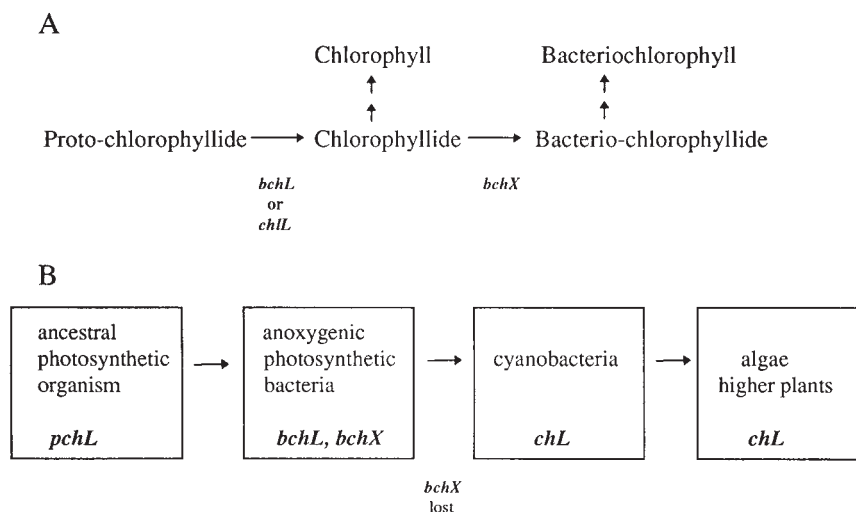 A
Chlorophyll Bacteriochlorophyll
Proto-chlorophyllide Chlorophyllide Bacterio-chlorophyllide
bchL bchX
or
chlL
B
ancestral
photosynthetic
organism
pchL
anoxygenic
photosynthetic
bacteria
bchL, bchX
cyanobacteria
chL
algae
higher plants
chL
bchX
lost